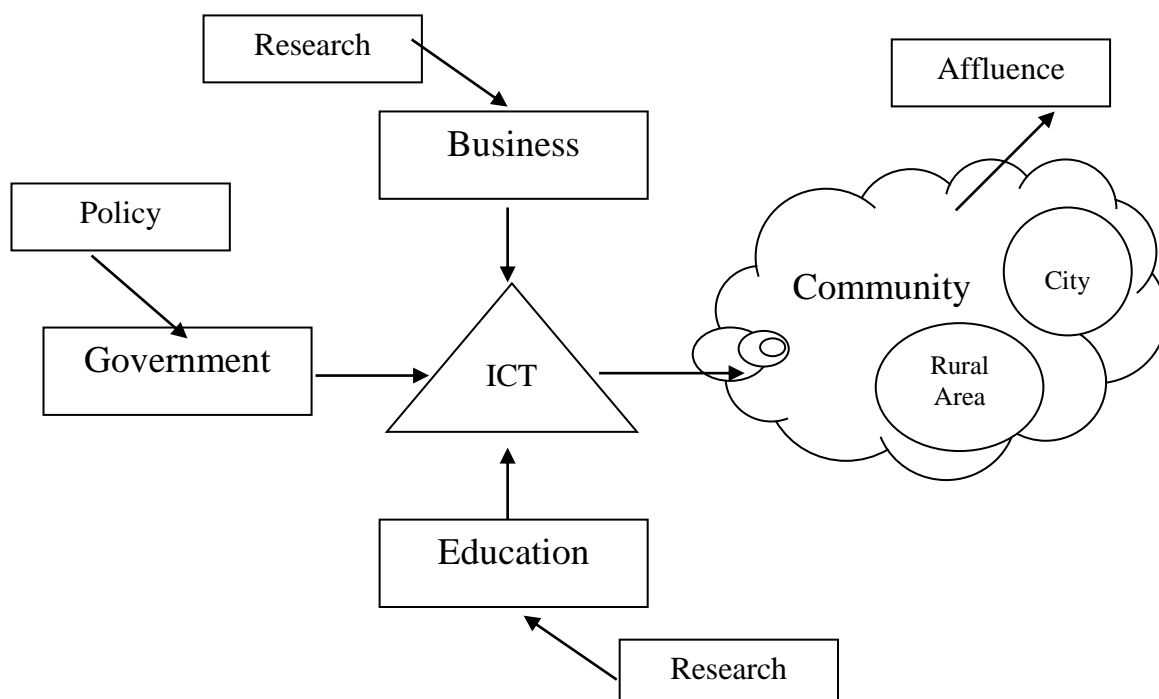 Research
Affluence
Business
Policy
Community
City
Government
ICT
Rural
Area
Education
Research